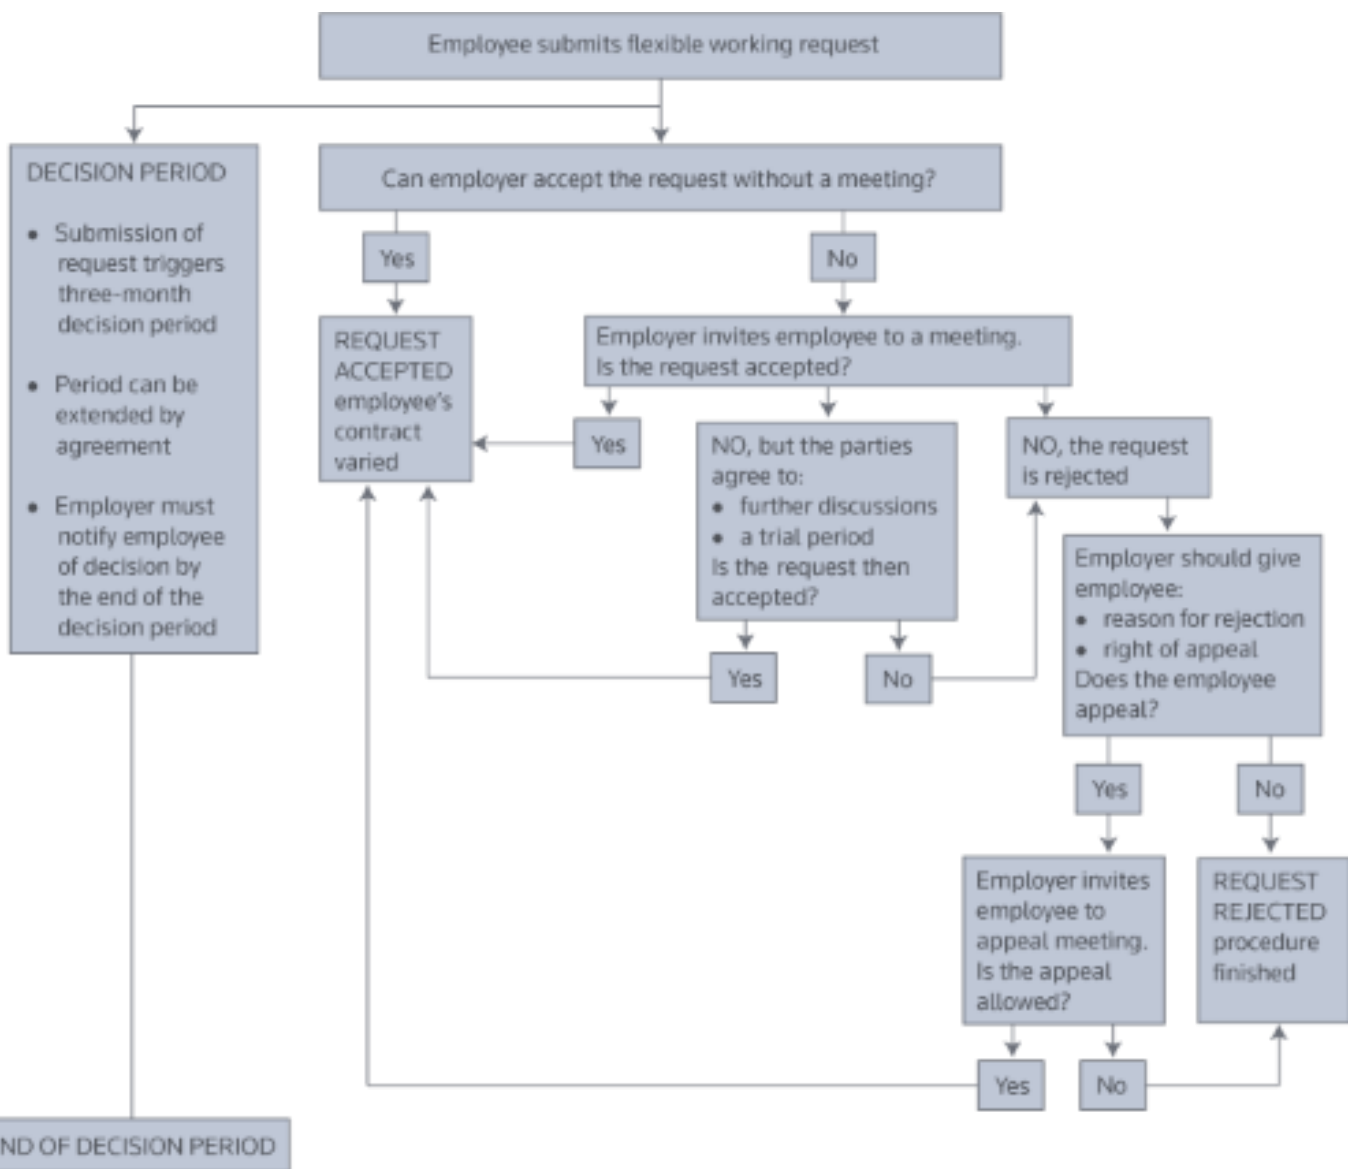 Employee submits flexible working request
DECISION PERIOD
• Submission of
request triggers
three-month
decision period
• Period can be
extended by
agreement
• Employer must
notify employee
of decision by
the end of the
decision period
Can employer accept the request without a meeting?
Yes
No
REQUEST
ACCEPTED
employee's
contract
varied
Employer invites employee to a meeting.
Is the request accepted?
Yes
NO, but the parties
agree to:
• further discussions
• a trial period
Is the request then
accepted?
NO, the request
is rejected
Yes
No
Employer should give
employee:
• reason for rejection
• right of appeal
Does the employee
appeal?
Yes
No
Employer invites
employee to
appeal meeting.
Is the appeal
allowed?
REQUEST
REJECTED
procedure
finished
Yes
No
ND OF DECISION PERIOD